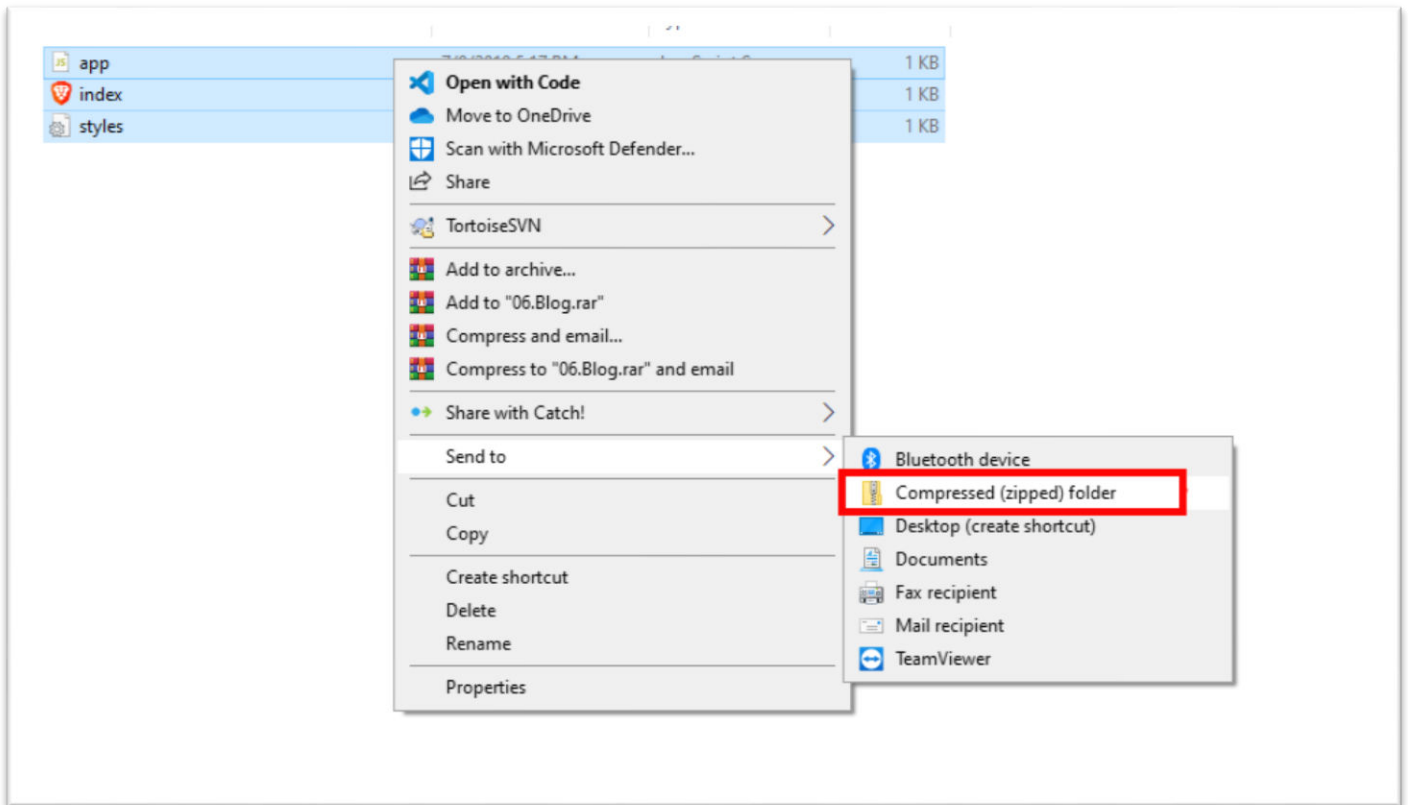 app 1 KB
Open with Code
index 1 KB
Move to OneDrive
styles 1 KB
Scan with Microsoft Defender...
Share
TortoiseSVN
Add to archive...
Add to "06.Blog.rar"
Compress and email...
Compress to "06.Blog.rar" and email
Share with Catch!
Send to
Bluetooth device
Compressed (zipped) folder
Cut
Desktop (create shortcut)
Copy
Documents
Create shortcut
Fax recipient
Delete
Mail recipient
Rename
TeamViewer
Properties